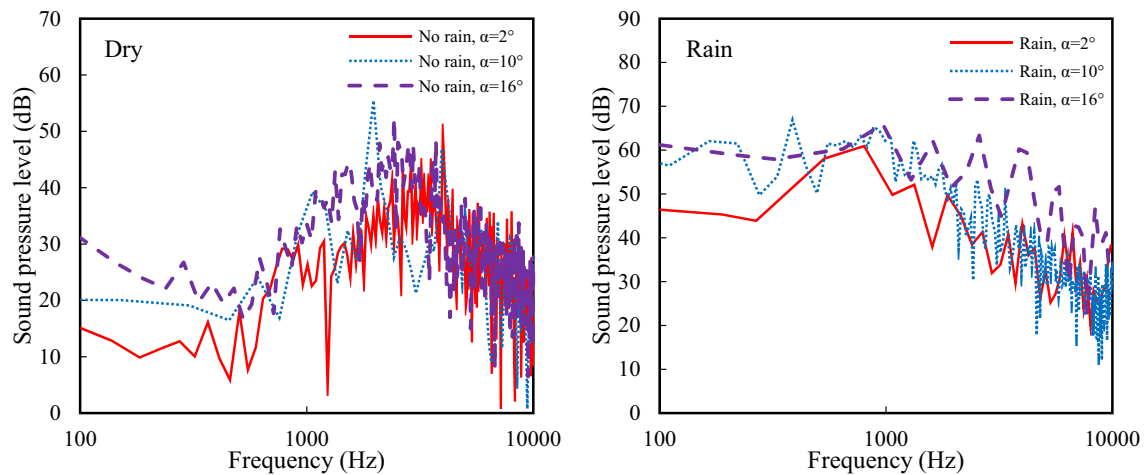 70
60
50
40
30
20
10
0
Sound pressure level (dB)
Dry
No rain, α=2°
No rain, α=10°
No rain, α=16°
100
1000
10000
Frequency (Hz)
90
80
70
60
50
40
30
20
10
0
Sound pressure level (dB)
Rain
Rain, α=2°
Rain, α=10°
Rain, α=16°
100
1000
10000
Frequency (Hz)